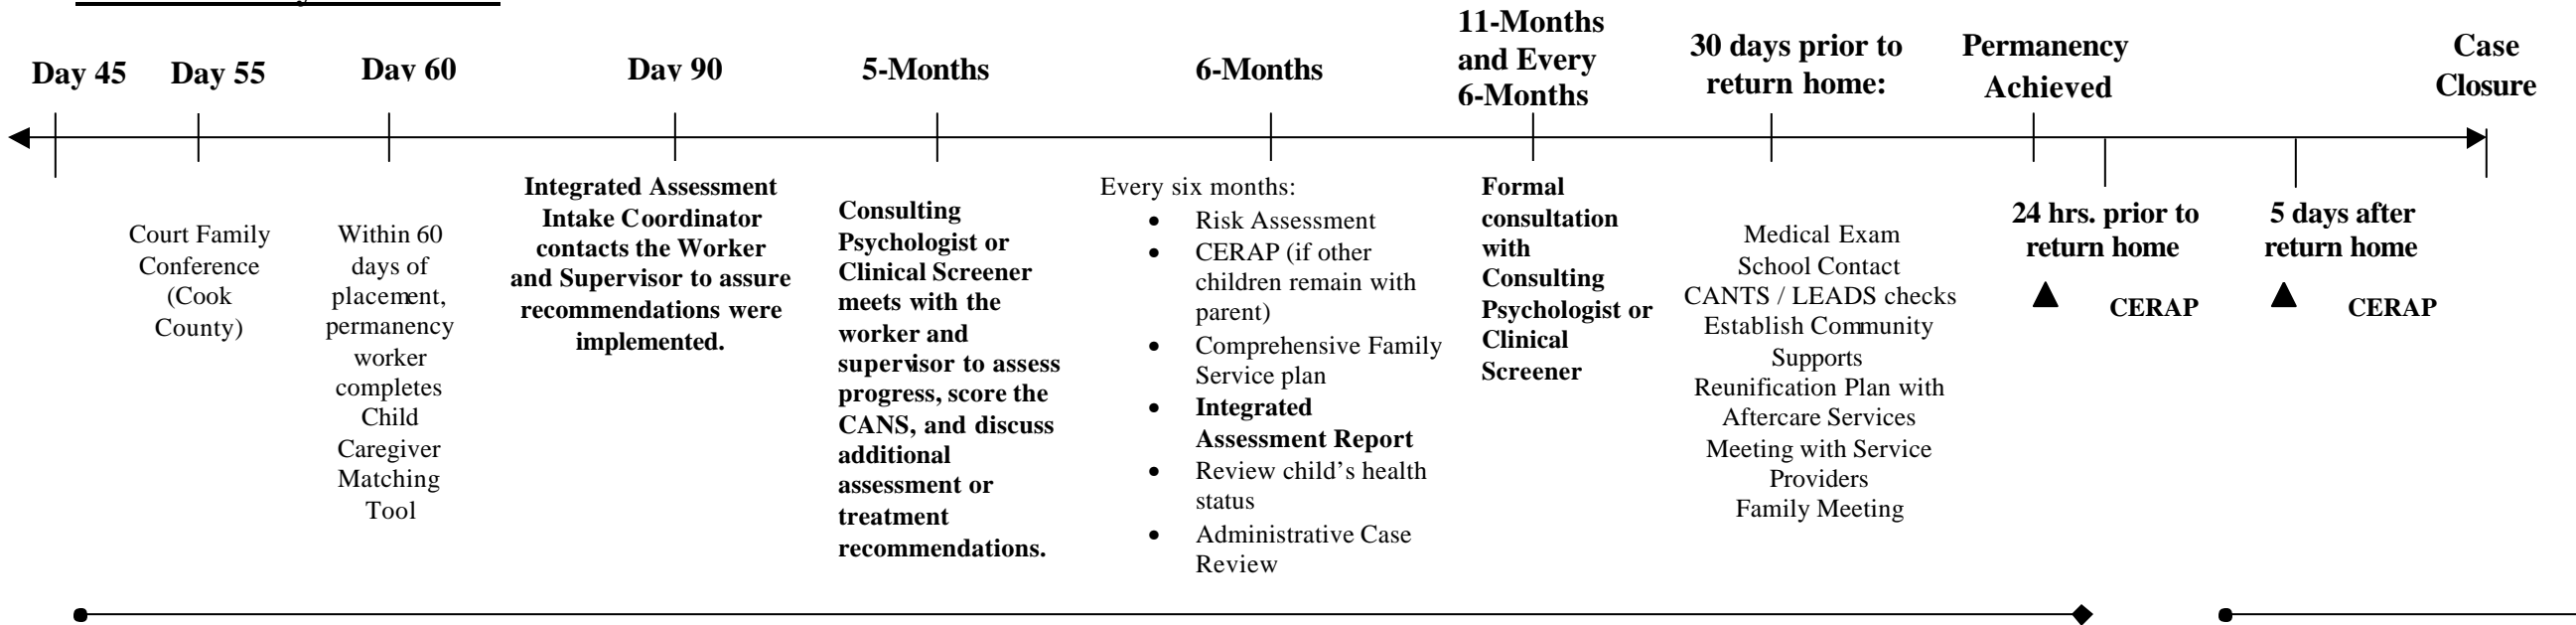 Day 45
Day 55
Day 60
Day 90
5-Months
6-Months
11-Months
and Every
6-Months
30 days prior to
return home:
Permanency
Achieved
Case
Closure
Court Family
Conference
(Cook
County)
Within 60
days of
placement,
permanency
worker
completes
Child
Caregiver
Matching
Tool
Integrated Assessment
Intake Coordinator
contacts the Worker
and Supervisor to assure
recommendations were
implemented.
Consulting
Psychologist or
Clinical Screener
meets with the
worker and
supervisor to assess
progress, score the
CANS, and discuss
additional
assessment or
treatment
recommendations.
Every six months:
• Risk Assessment
• CERAP (if other
children remain with
parent)
• Comprehensive Family
Service plan
• Integrated
Assessment Report
• Review child’s health
status
• Administrative Case
Review
Formal
consultation
with
Consulting
Psychologist or
Clinical
Screener
Medical Exam
School Contact
CANTS / LEADS checks
Establish Community
Supports
Reunification Plan with
Aftercare Services
Meeting with Service
Providers
Family Meeting
24 hrs. prior to
return home
CERAP
5 days after
return home
CERAP